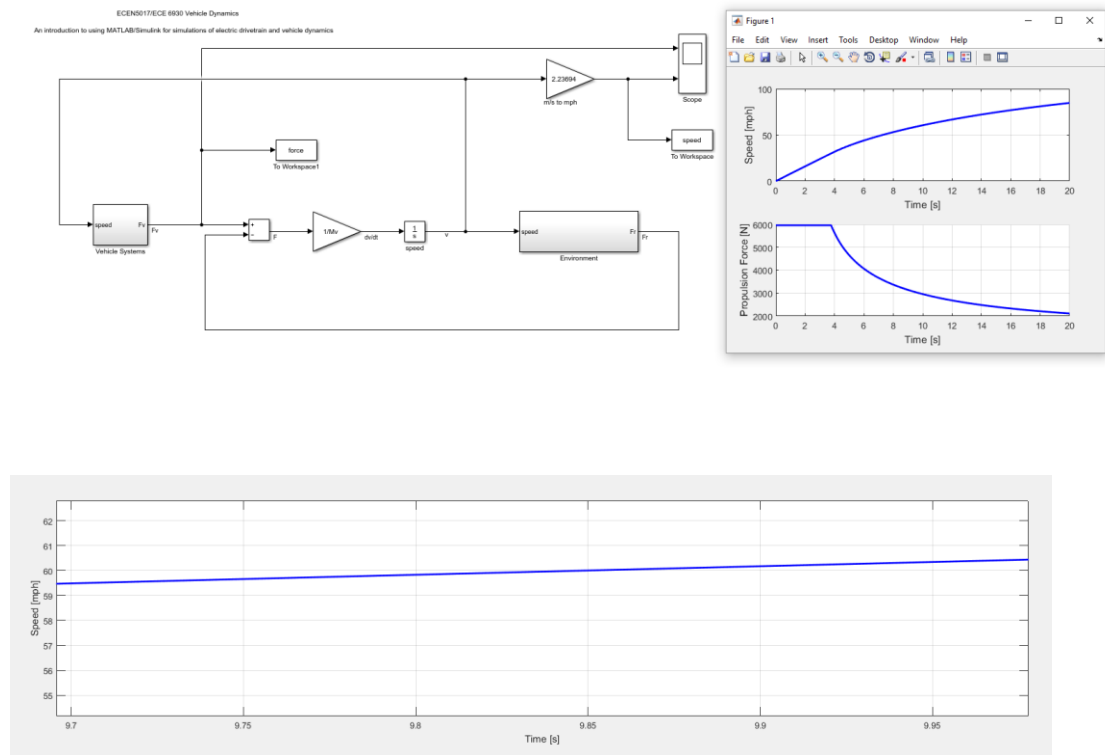 ECEN5017/ECE 6930 Vehicle Dynamics
An introduction to using MATLAB/Simulink for simulations of electric drivetrain and vehicle dynamics
2.23694
m/s to mph
Scope
force
To Workspace1
speed
To Workspace
speed Fv
Fv
Vehicle Systems
+
−
F
1/Mv
dv/dt
1
s
speed
v
speed Fr
Fr
Environment
Figure 1
File Edit View Insert Tools Desktop Window Help
Speed [mph]
100
50
0
0 2 4 6 8 10 12 14 16 18 20
Time [s]
Propulsion Force [N]
6000
5000
4000
3000
2000
0 2 4 6 8 10 12 14 16 18 20
Time [s]
Speed [mph]
62
61
60
59
58
57
56
55
9.7 9.75 9.8 9.85 9.9 9.95
Time [s]